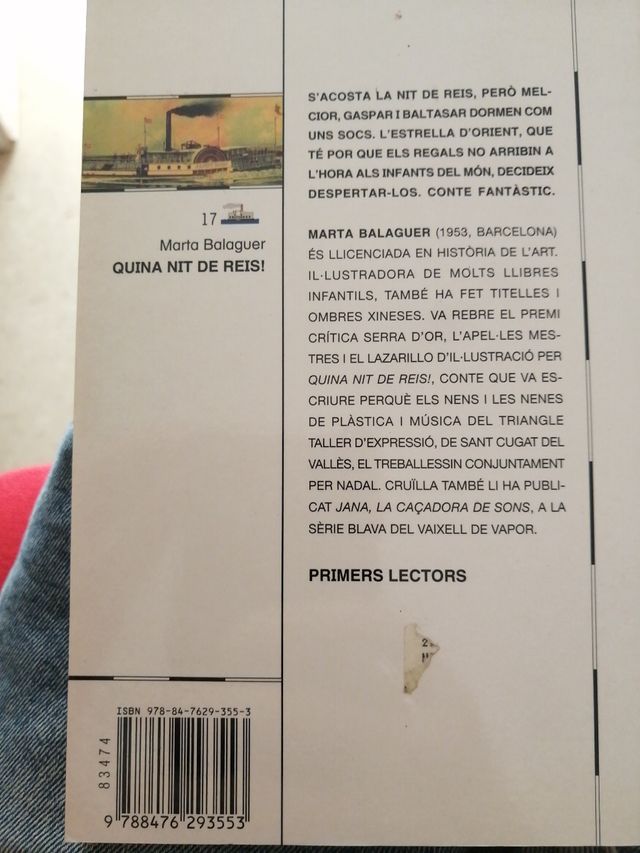 S'ACOSTA LA NIT DE REIS, PERÒ MEL-
CIOR, GASPAR I BALTASAR DORMEN COM
UNS SOCS. L'ESTRELLA D'ORIENT, QUE
TÉ POR QUE ELS REGALS NO ARRIBIN A
L'HORA ALS INFANTS DEL MÓN, DECIDEIX
DESPERTAR-LOS. CONTE FANTÀSTIC.
17
Marta Balaguer
QUINA NIT DE REIS!
MARTA BALAGUER (1953, BARCELONA)
ÉS LLICENCIADA EN HISTÒRIA DE L'ART.
IL·LUSTRADORA DE MOLTS LLIBRES
INFANTILS, TAMBÉ HA FET TITELLES I
OMBRES XINESES. VA REBRE EL PREMI
CRÍTICA SERRA D'OR, L'APEL·LES MES-
TRES I EL LAZARILLO D'IL·LUSTRACIÓ PER
QUINA NIT DE REIS!, CONTE QUE VA ES-
CRIURE PERQUÈ ELS NENS I LES NENES
DE PLÀSTICA I MÚSICA DEL TRIANGLE
TALLER D'EXPRESSIÓ, DE SANT CUGAT DEL
VALLÈS, EL TREBALLESSIN CONJUNTAMENT
PER NADAL. CRUÏLLA TAMBÉ LI HA PUBLI-
CAT JANA, LA CAÇADORA DE SONS, A LA
SÈRIE BLAVA DEL VAIXELL DE VAPOR.
PRIMERS LECTORS
ISBN 978-84-7629-355-3
83474
9 788476 293553